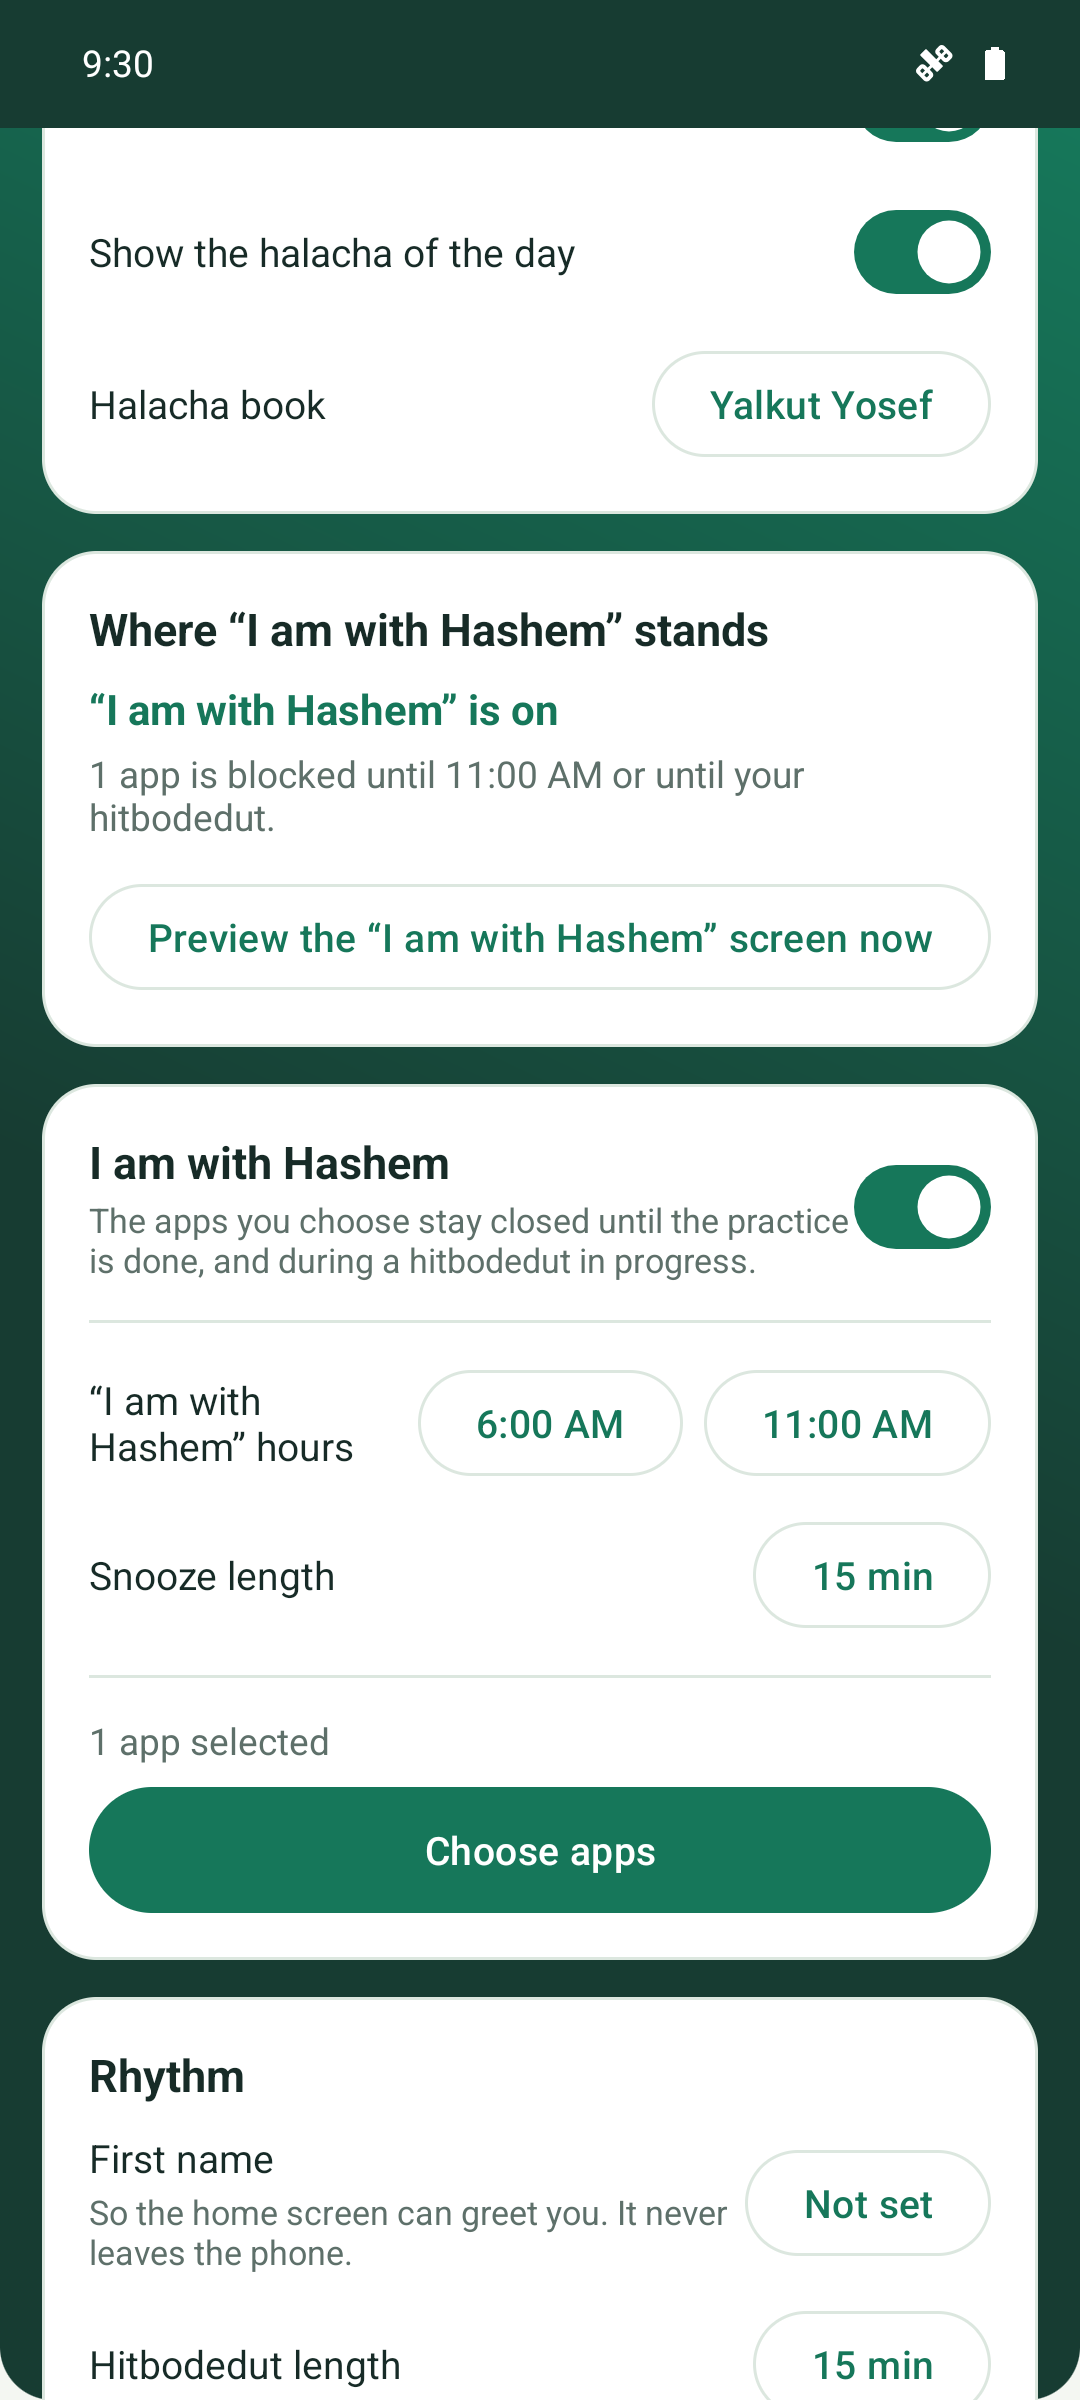 9:30
Show the halacha of the day
Halacha book
Yalkut Yosef
Where “I am with Hashem” stands
“I am with Hashem” is on
1 app is blocked until 11:00 AM or until your
hitbodedut.
Preview the “I am with Hashem” screen now
I am with Hashem
The apps you choose stay closed until the practice
is done, and during a hitbodedut in progress.
“I am with
Hashem” hours
6:00 AM
11:00 AM
Snooze length
15 min
1 app selected
Choose apps
Rhythm
First name
So the home screen can greet you. It never
leaves the phone.
Not set
Hitbodedut length
15 min